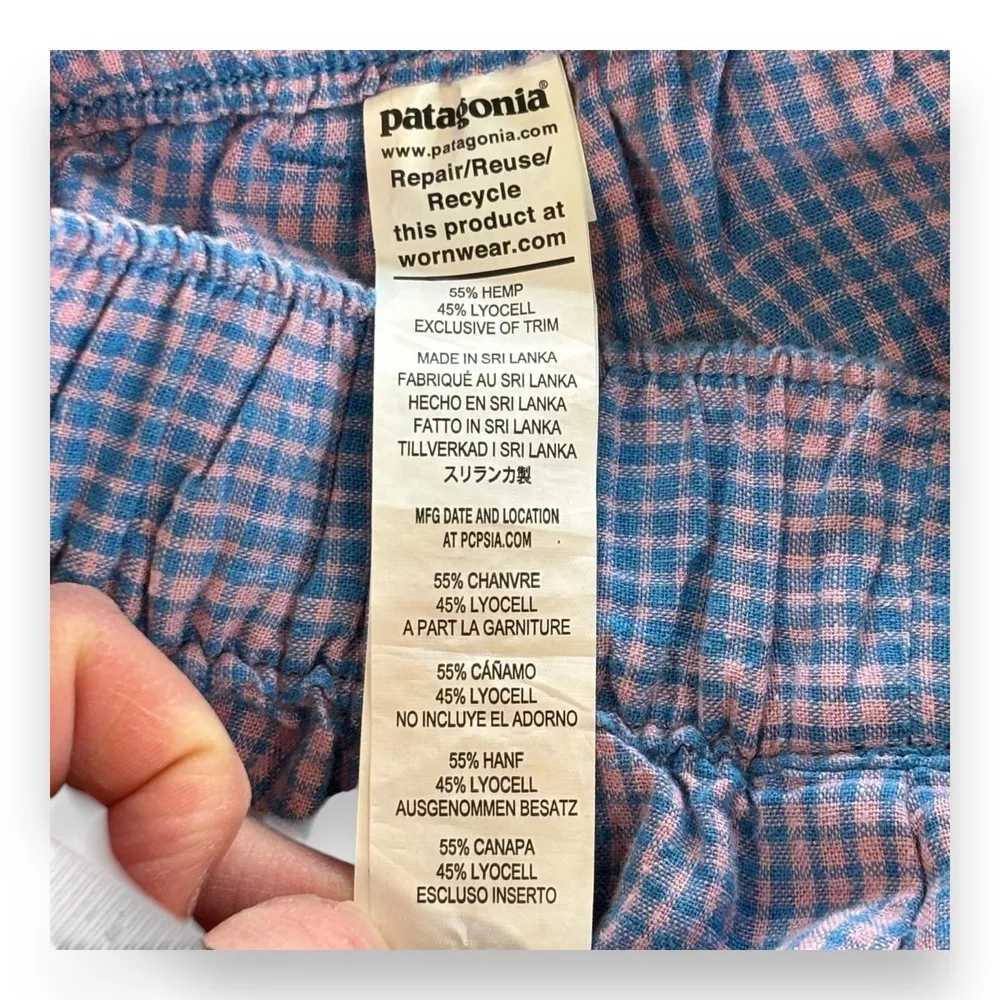 patagonia®
www.patagonia.com
Repair/Reuse/
Recycle
this product at
wornwear.com
55% HEMP
45% LYOCELL
EXCLUSIVE OF TRIM
MADE IN SRI LANKA
FABRIQUÉ AU SRI LANKA
HECHO EN SRI LANKA
FATTO IN SRI LANKA
TILLVERKAD I SRI LANKA
スリランカ製
MFG DATE AND LOCATION
AT PCPSIA.COM
55% CHANVRE
45% LYOCELL
A PART LA GARNITURE
55% CÁÑAMO
45% LYOCELL
NO INCLUYE EL ADORNO
55% HANF
45% LYOCELL
AUSGENOMMEN BESATZ
55% CANAPA
45% LYOCELL
ESCLUSO INSERTO